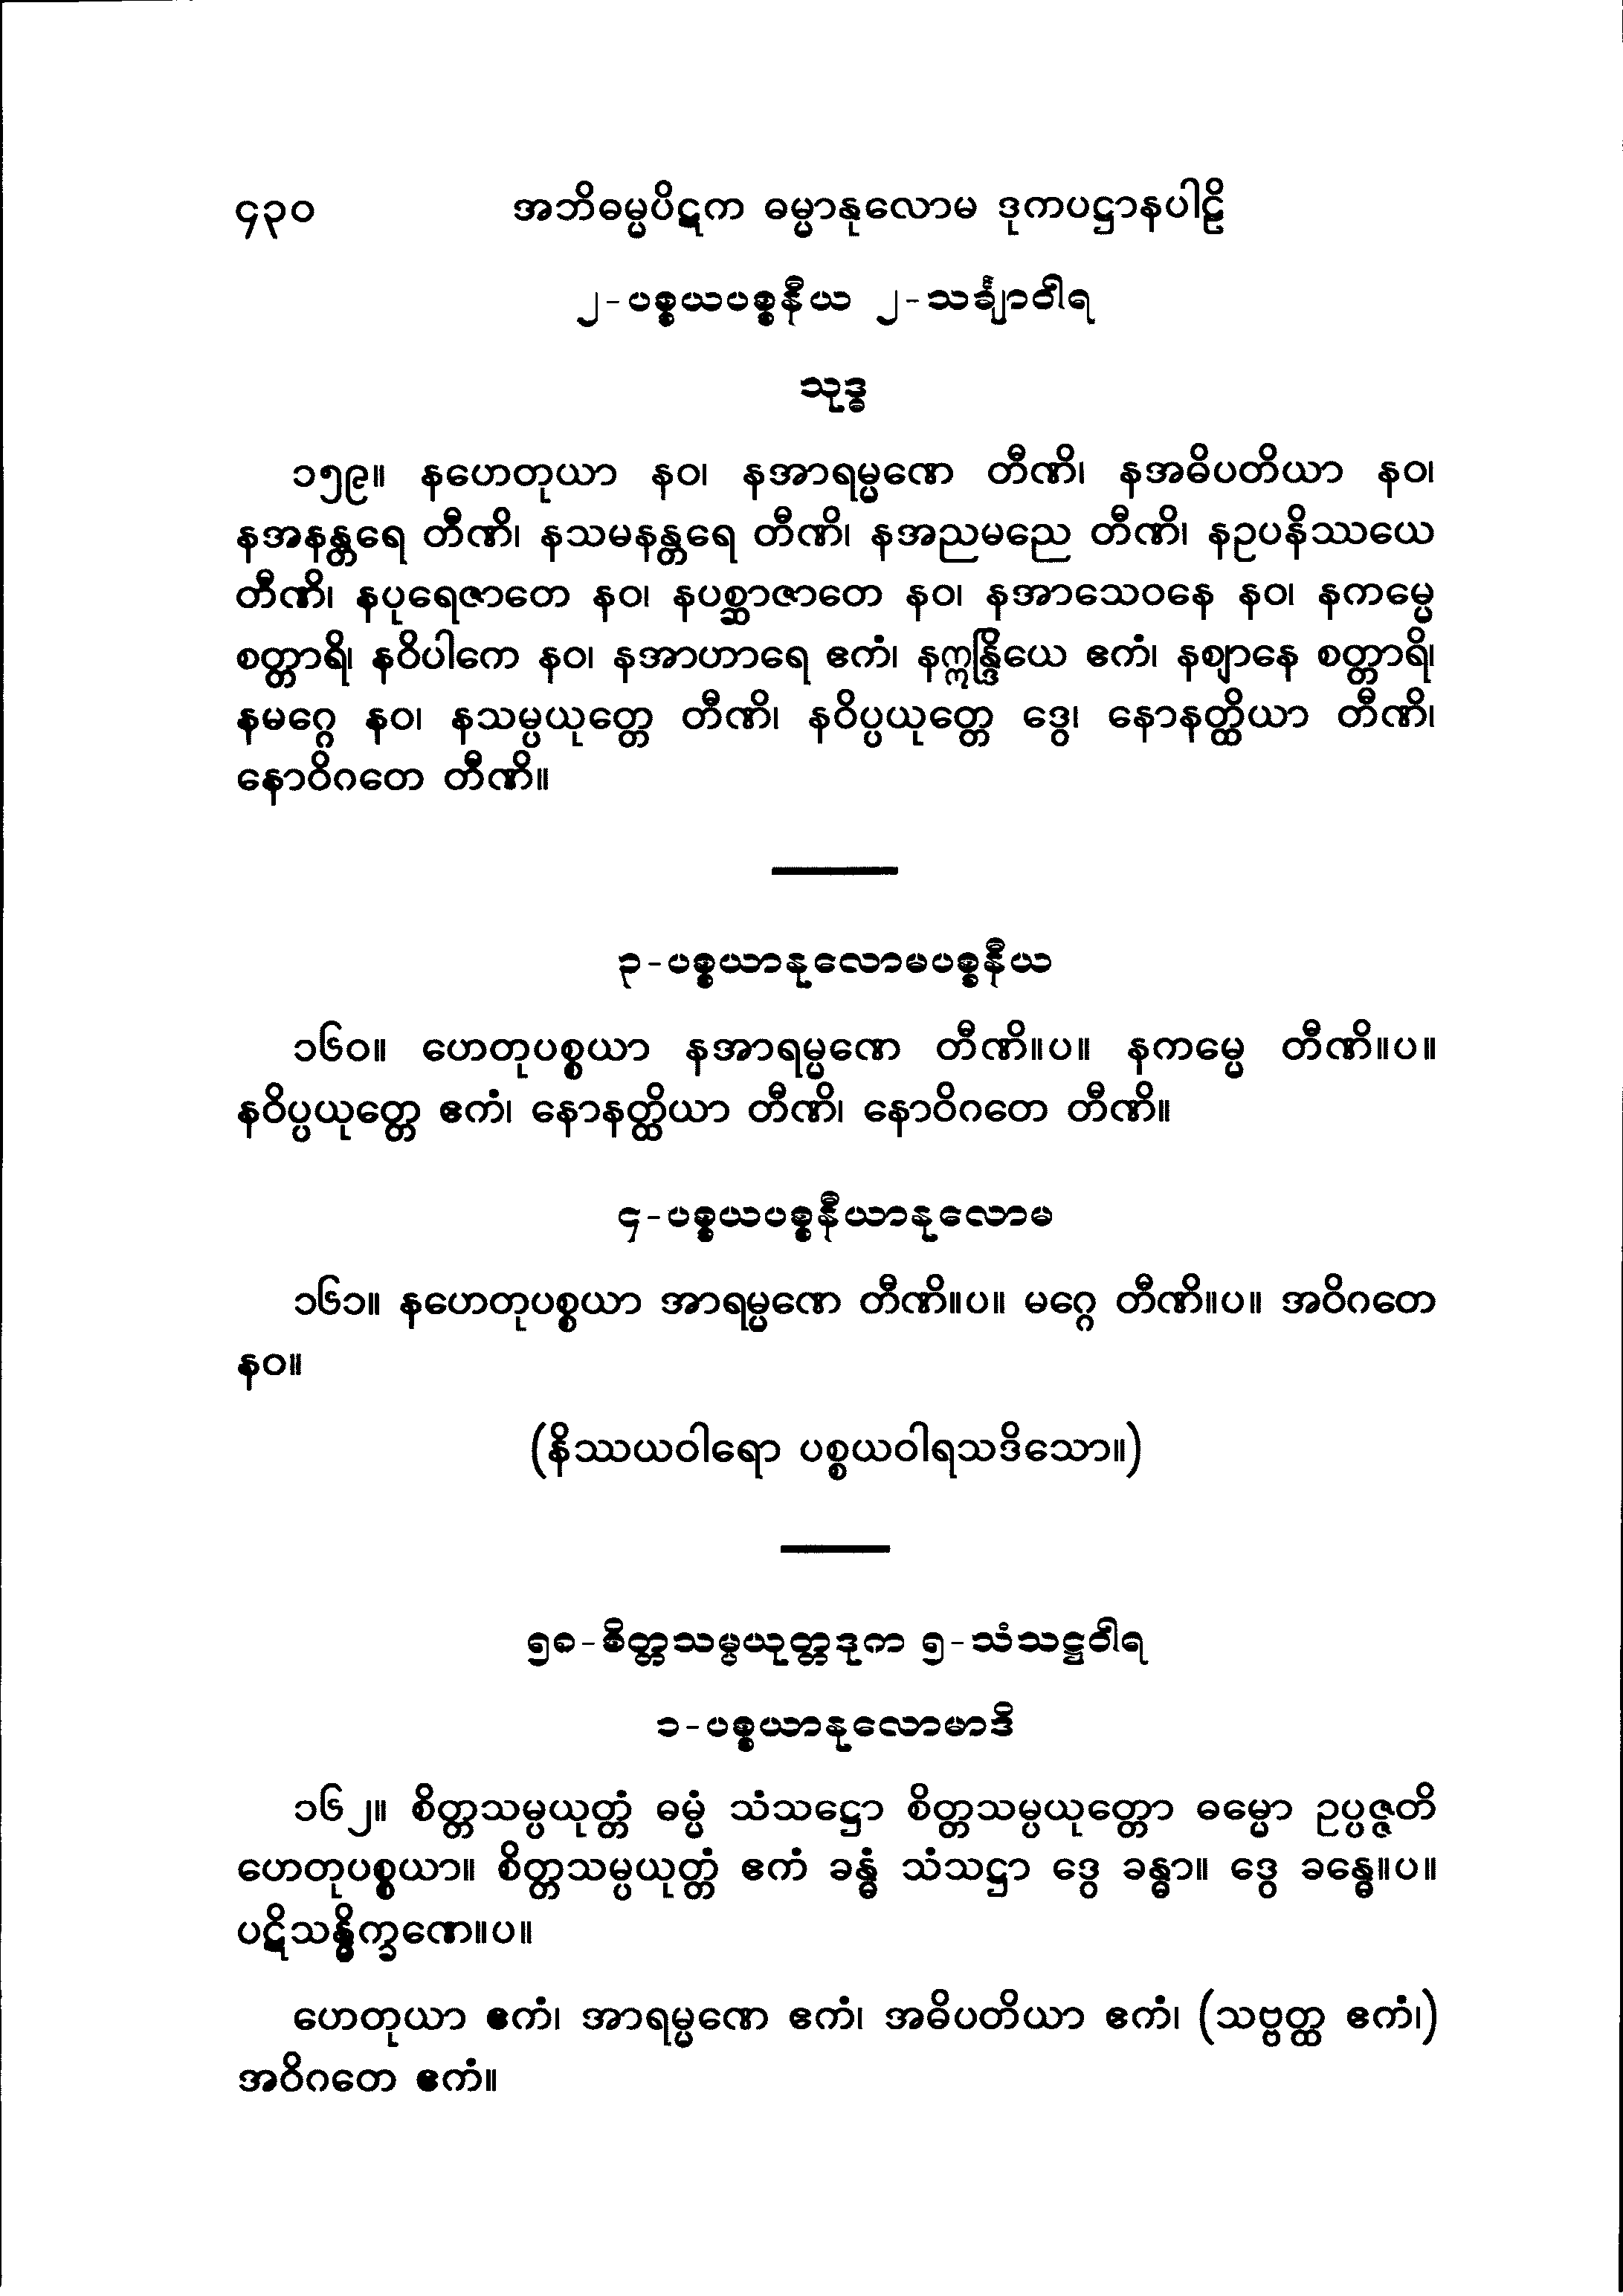 ၄၃၀ အဘိဓမ္မပိဋက ဓမ္မာနုလောမ ဒုကပဋ္ဌာနပါဠိ
၂-ပစ္စယပစ္စနီယ ၂-သင်္ချာဝါရ
သုဒ္ဓ
၁၅၉။ နဟေတုယာ နဝ၊ နအာရမ္မဏေ တီဏိ၊ နအဓိပတိယာ နဝ၊
နအနန္တရေ တီဏိ၊ နသမနန္တရေ တီဏိ၊ နအညမညေ တီဏိ၊ နဥပနိဿယေ
တီဏိ၊ နပုရေဇာတေ နဝ၊ နပစ္ဆာဇာတေ နဝ၊ နအာသေဝနေ နဝ၊ နကမ္မေ
စတ္တာရိ၊ နဝိပါကေ နဝ၊ နအာဟာရေ ဧကံ၊ နဣန္ဒြိယေ ဧကံ၊ နဈာနေ စတ္တာရိ၊
နမဂ္ဂေ နဝ၊ နသမ္ပယုတ္တေ တီဏိ၊ နဝိပ္ပယုတ္တေ ဒွေ၊ နောနတ္ထိယာ တီဏိ၊
နောဝိဂတေ တီဏိ။
၃-ပစ္စယာနုလောမပစ္စနီယ
၁၆၀။ ဟေတုပစ္စယာ နအာရမ္မဏေ တီဏိ။ပ။ နကမ္မေ တီဏိ။ပ။
နဝိပ္ပယုတ္တေ ဧကံ၊ နောနတ္ထိယာ တီဏိ၊ နောဝိဂတေ တီဏိ။
၄-ပစ္စယပစ္စနီယာနုလောမ
၁၆၁။ နဟေတုပစ္စယာ အာရမ္မဏေ တီဏိ။ပ။ မဂ္ဂေ တီဏိ။ပ။ အဝိဂတေ
နဝ။
(နိဿယဝါရော ပစ္စယဝါရသဒိသော။)
၅၈-စိတ္တသမ္ပယုတ္တဒုက ၅-သံသဋ္ဌဝါရ
၁-ပစ္စယာနုလောမာဒိ
၁၆၂။ စိတ္တသမ္ပယုတ္တံ ဓမ္မံ သံသဋ္ဌော စိတ္တသမ္ပယုတ္တော ဓမ္မော ဥပ္ပဇ္ဇတိ
ဟေတုပစ္စယာ။ စိတ္တသမ္ပယုတ္တံ ဧကံ ခန္ဓံ သံသဋ္ဌာ ဒွေ ခန္ဓာ။ ဒွေ ခန္ဓေ။ပ။
ပဋိသန္ဓိက္ခဏေ။ပ။
ဟေတုယာ ဧကံ၊ အာရမ္မဏေ ဧကံ၊ အဓိပတိယာ ဧကံ၊ (သဗ္ဗတ္ထ ဧကံ၊)
အဝိဂတေ ဧကံ။